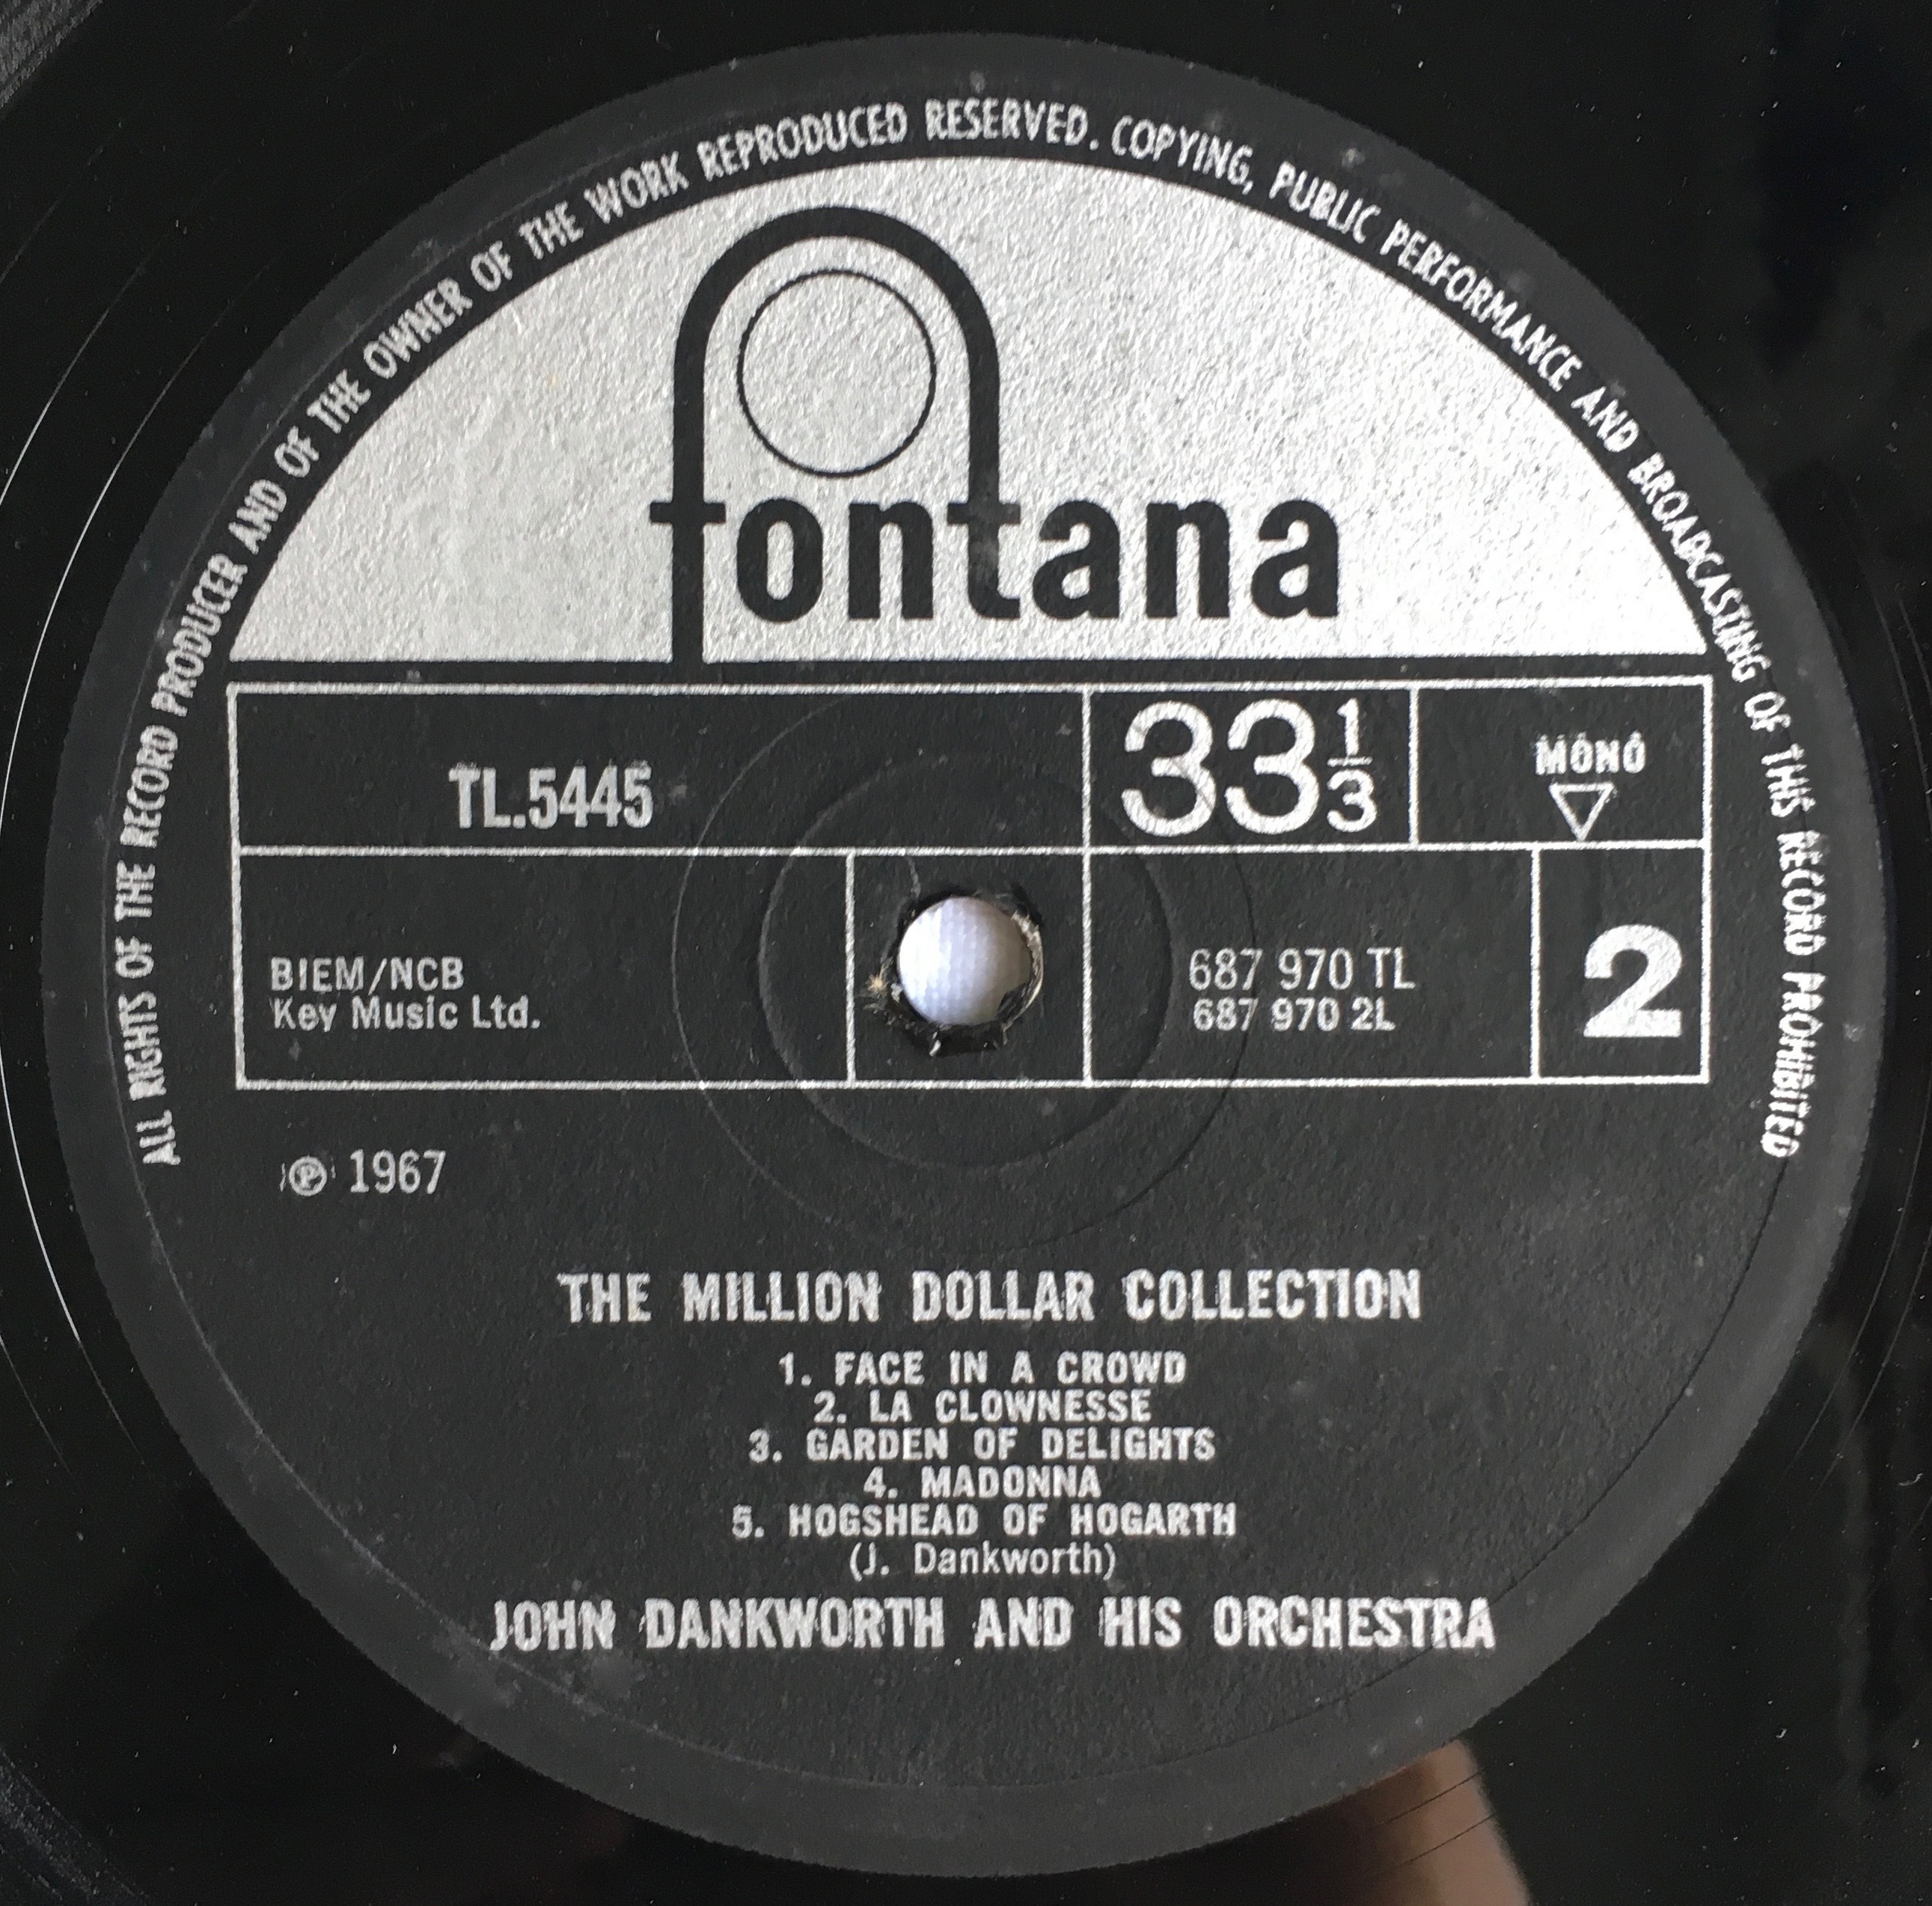 ALL RIGHTS OF THE RECORD PRODUCER AND OF THE OWNER OF THE WORK REPRODUCED RESERVED. COPYING, PUBLIC PERFORMANCE AND BROADCASTING OF THIS RECORD PROHIBITED
fontana
TL.5445
33 1/3
MONO
BIEM/NCB
Key Music Ltd.
687 970 TL
687 970 2L
2
℗ 1967
THE MILLION DOLLAR COLLECTION
1. FACE IN A CROWD
2. LA CLOWNESSE
3. GARDEN OF DELIGHTS
4. MADONNA
5. HOGSHEAD OF HOGARTH
(J. Dankworth)
JOHN DANKWORTH AND HIS ORCHESTRA